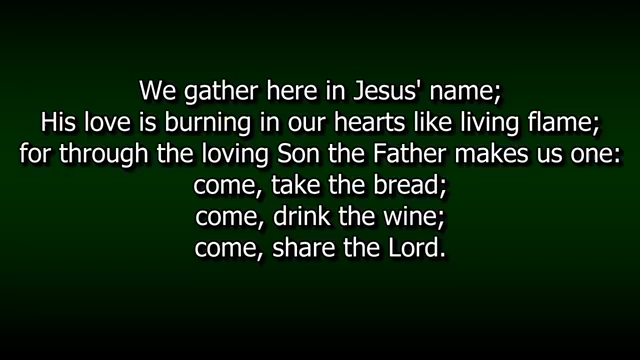 We gather here in Jesus' name;
His love is burning in our hearts like living flame;
for through the loving Son the Father makes us one:
come, take the bread;
come, drink the wine;
come, share the Lord.